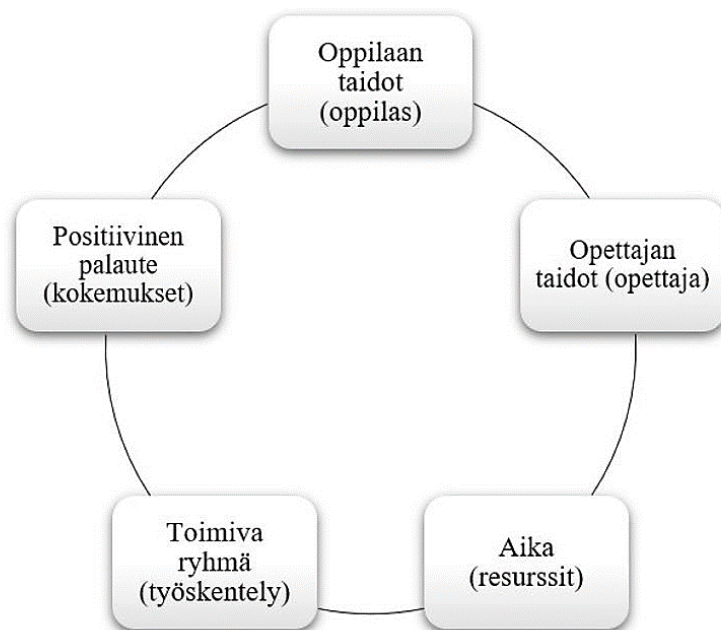 Oppilaan
taidot
(oppilas)
Opettajan
taidot (opettaja)
Aika
(resurssit)
Toimiva
ryhmä
(työskentely)
Positiivinen
palaute
(kokemukset)